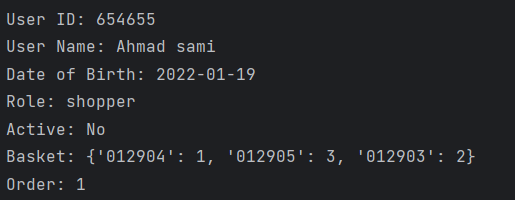 User ID: 654655
User Name: Ahmad sami
Date of Birth: 2022-01-19
Role: shopper
Active: No
Basket: {'012904': 1, '012905': 3, '012903': 2}
Order: 1